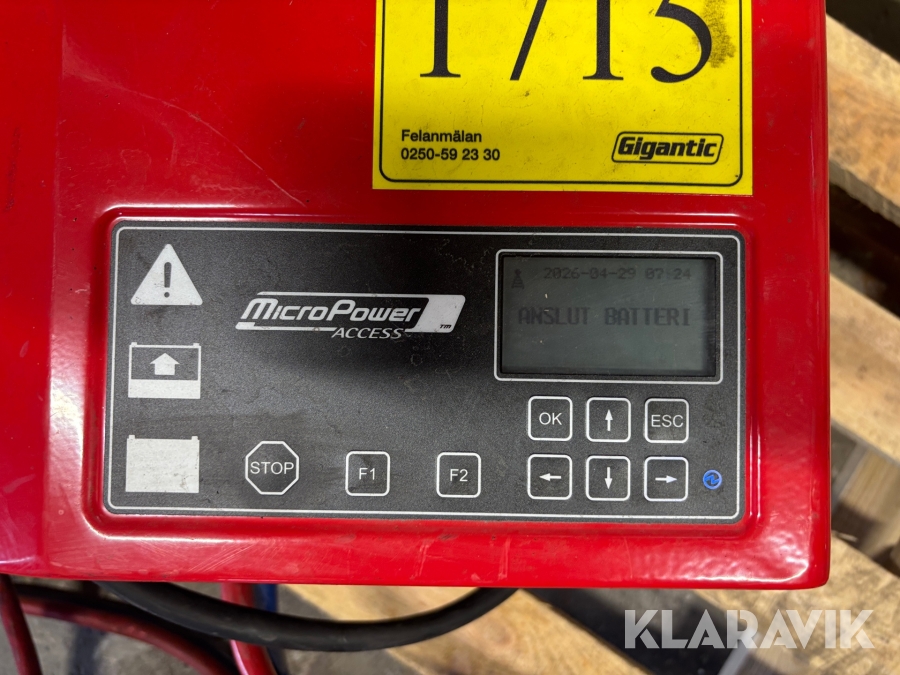 1715
Felanmälan
0250-59 23 30
Gigantic
2026-04-29 07:24
MicroPower TM
ACCESS
ANSLUT BATTERI
OK
↑
ESC
STOP
F1
F2
←
↓
→
KLARAVIK